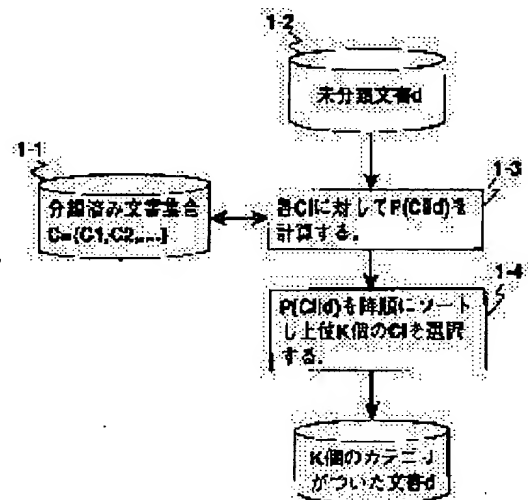 1-2
未分類文書d
1-1
分類済み文書集合
C={C1,C2,....}
1-3
各Ciに対してP(Ci|d)を
計算する.
1-4
P(Ci|d)を降順にソート
し上位K個のCiを選択
する.
K個のカテゴリ
がついた文書d